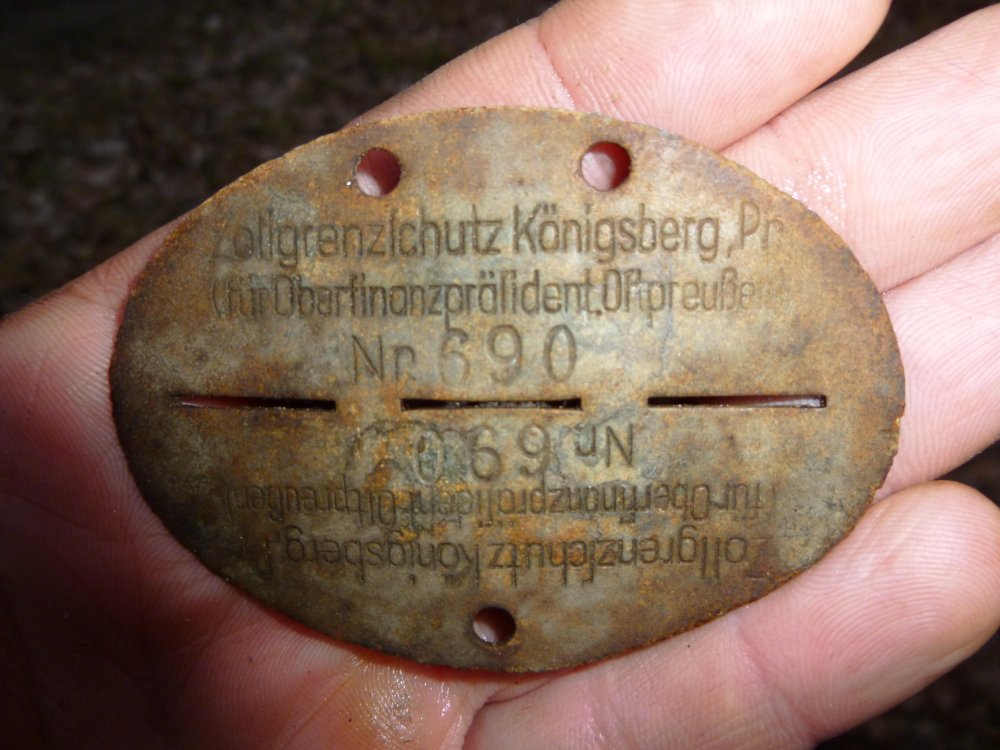 Zollgrenzſchutz Königsberg, Pr
(für Oberfinanzpräſident Oſtpreußen
Nr. 690
Zollgrenzſchutz Königsberg, P
(für Oberfinanzpräſident Oſtpreußen)
Nr. 690